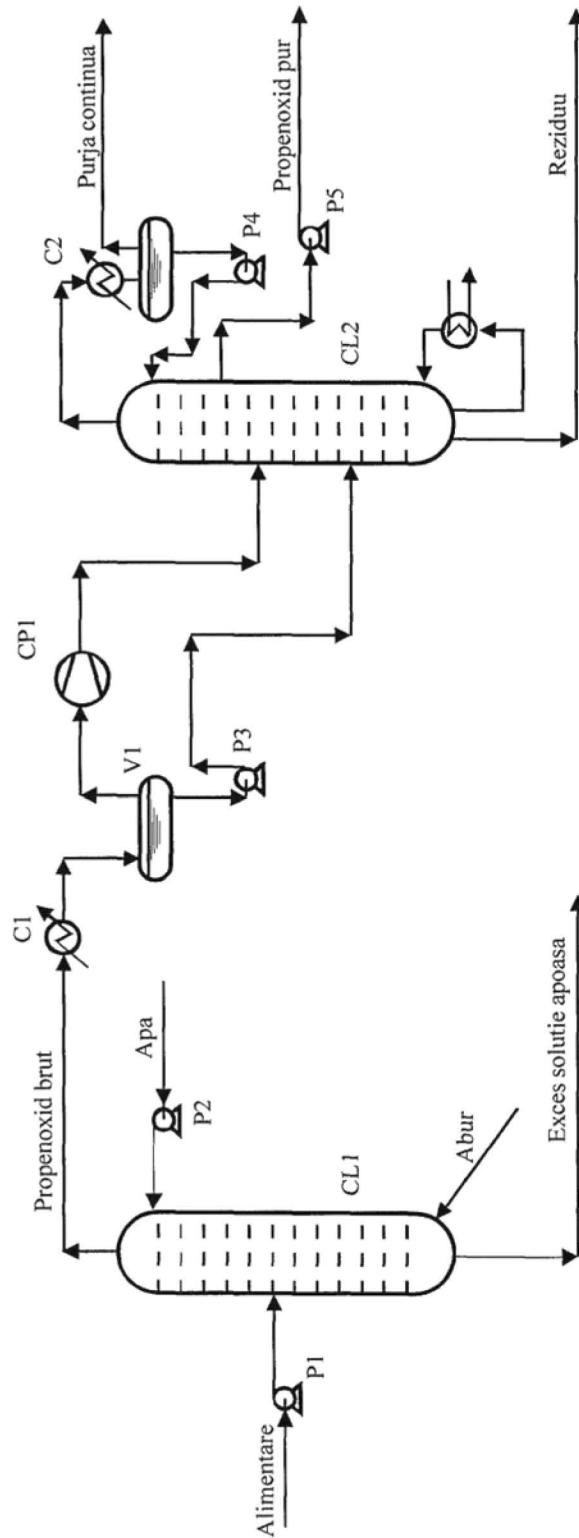 Alimentare
P1
CL1
Abur
Exces solutie apoasa
P2
Apa
Propenoxid brut
C1
V1
P3
CP1
CL2
C2
P4
P5
Purja continua
Propenoxid pur
Reziduu